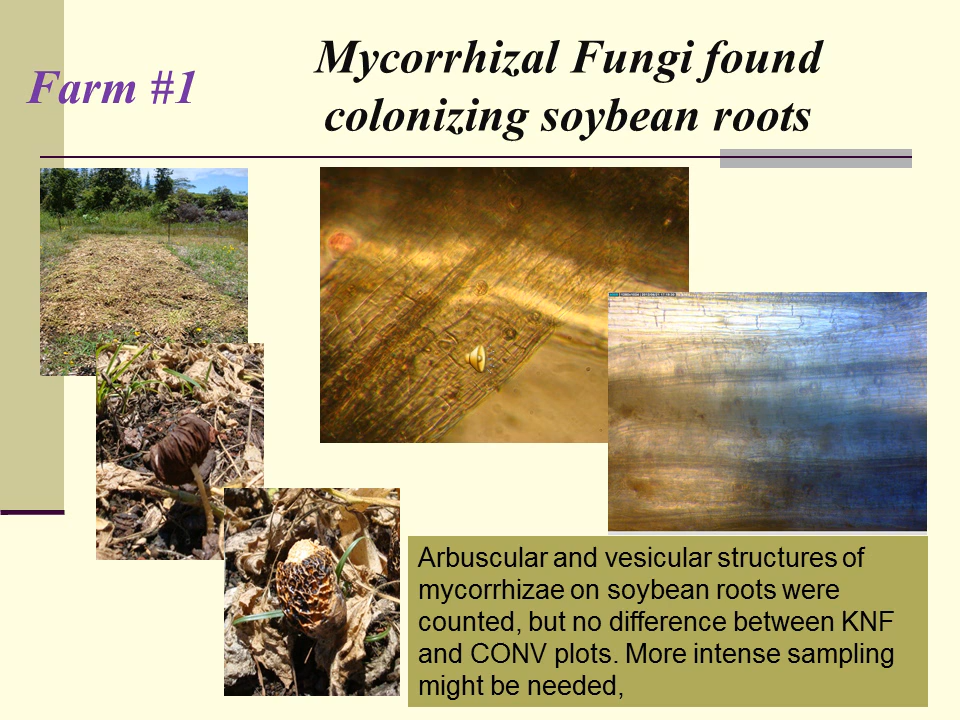 Farm #1
Mycorrhizal Fungi found
colonizing soybean roots
Arbuscular and vesicular structures of
mycorrhizae on soybean roots were
counted, but no difference between KNF
and CONV plots. More intense sampling
might be needed,